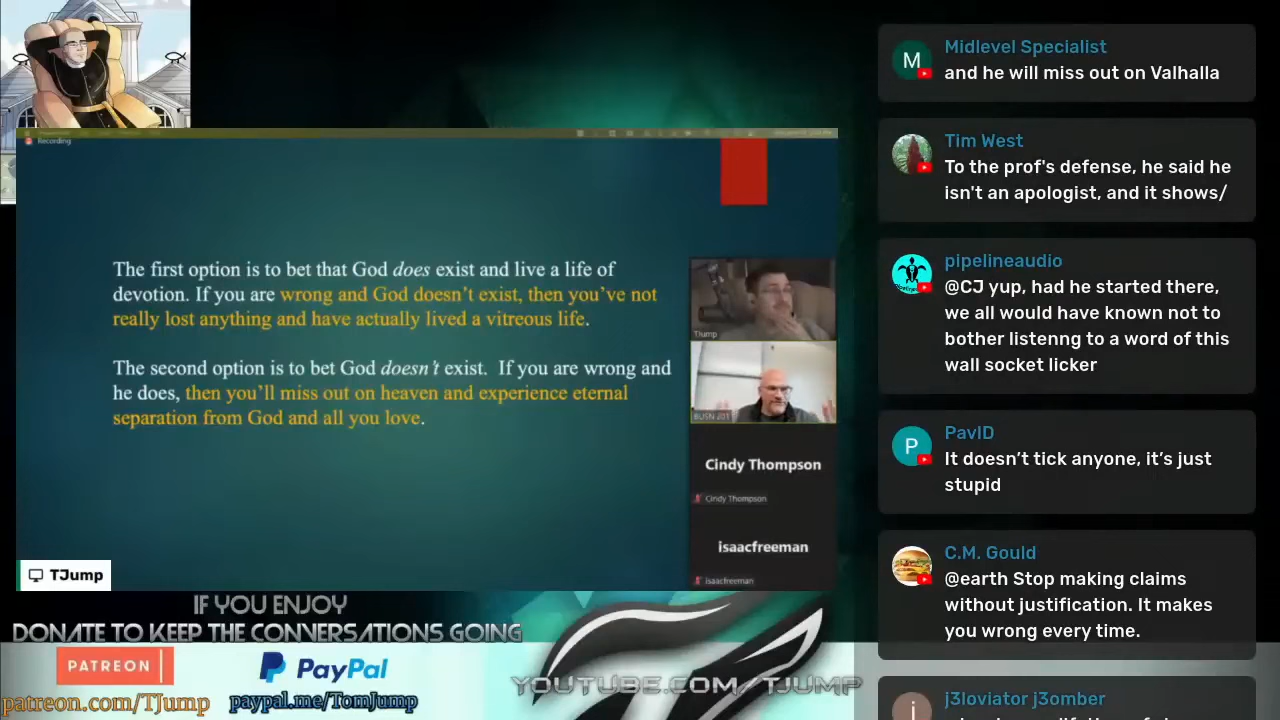 Recording
The first option is to bet that God does exist and live a life of
devotion. If you are wrong and God doesn't exist, then you've not
really lost anything and have actually lived a vitreous life.
The second option is to bet God doesn't exist. If you are wrong and
he does, then you'll miss out on heaven and experience eternal
separation from God and all you love.
TJump
BUSN J01
Cindy Thompson
Cindy Thompson
isaacfreeman
isaacfreeman
TJump
IF YOU ENJOY
DONATE TO KEEP THE CONVERSATIONS GOING
PATREON
PayPal
patreon.com/TJump
paypal.me/TomJump
YOUTUBE.COM/TJUMP
M
Midlevel Specialist
and he will miss out on Valhalla
Tim West
To the prof's defense, he said he
isn't an apologist, and it shows/
pipelineaudio
@CJ yup, had he started there,
we all would have known not to
bother listenng to a word of this
wall socket licker
P
PavID
It doesn’t tick anyone, it’s just
stupid
C.M. Gould
@earth Stop making claims
without justification. It makes
you wrong every time.
j
j3loviator j3omber